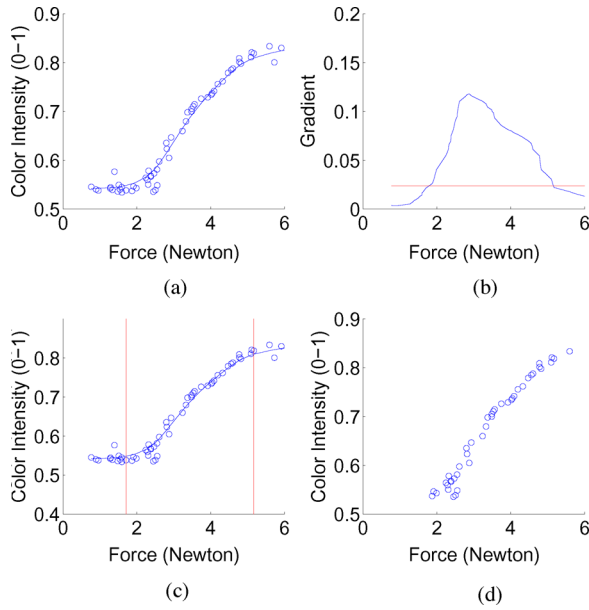 0.9
0.8
0.7
0.6
0.5
0 2 4 6
Color Intensity (0−1)
Force (Newton)
(a)
0.2
0.15
0.1
0.05
0
0 2 4 6
Gradient
Force (Newton)
(b)
0.8
0.7
0.6
0.5
0.4
0 2 4 6
Color Intensity (0−1)
Force (Newton)
(c)
0.9
0.8
0.7
0.6
0.5
0 2 4 6
Color Intensity (0−1)
Force (Newton)
(d)